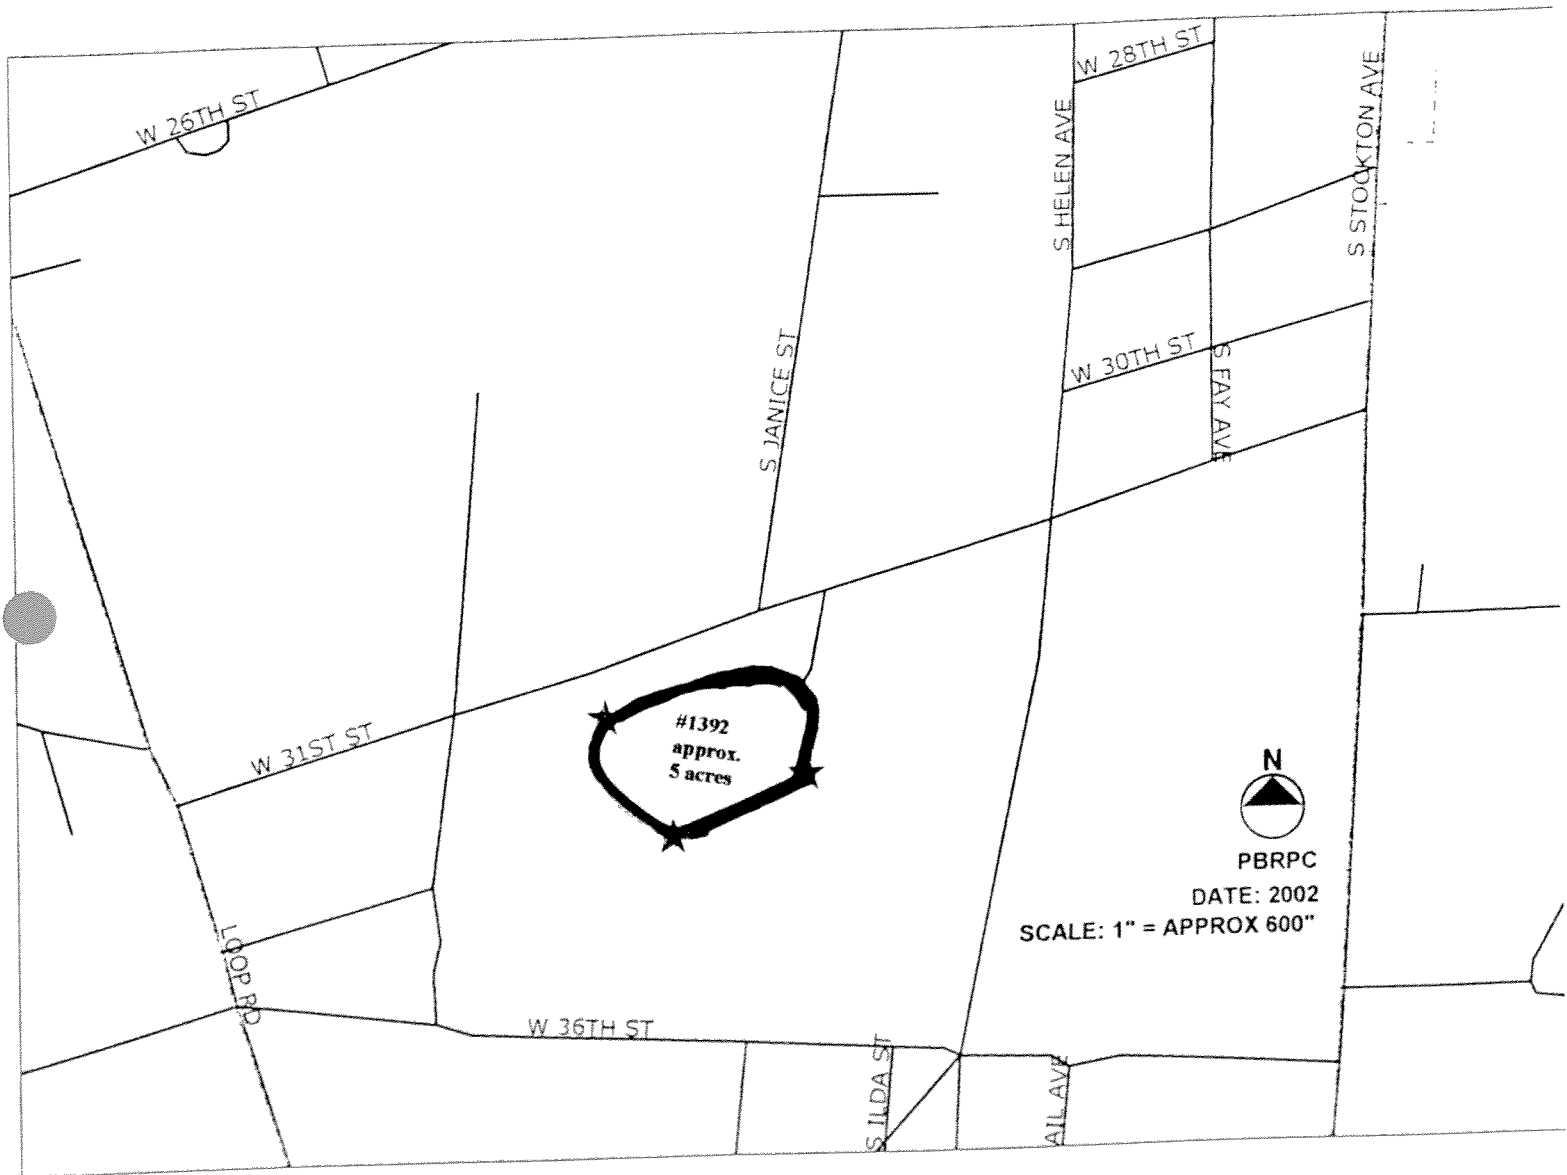 W 28TH ST
W 26TH ST
S HELEN AVE
S STOCKTON AVE
S JANICE ST
W 30TH ST
S FAY AVE
W 31ST ST
#1392
approx.
5 acres
N
PBRPC
DATE: 2002
SCALE: 1" = APPROX 600"
LOOP RD
W 36TH ST
S ILDA ST
AIL AVE